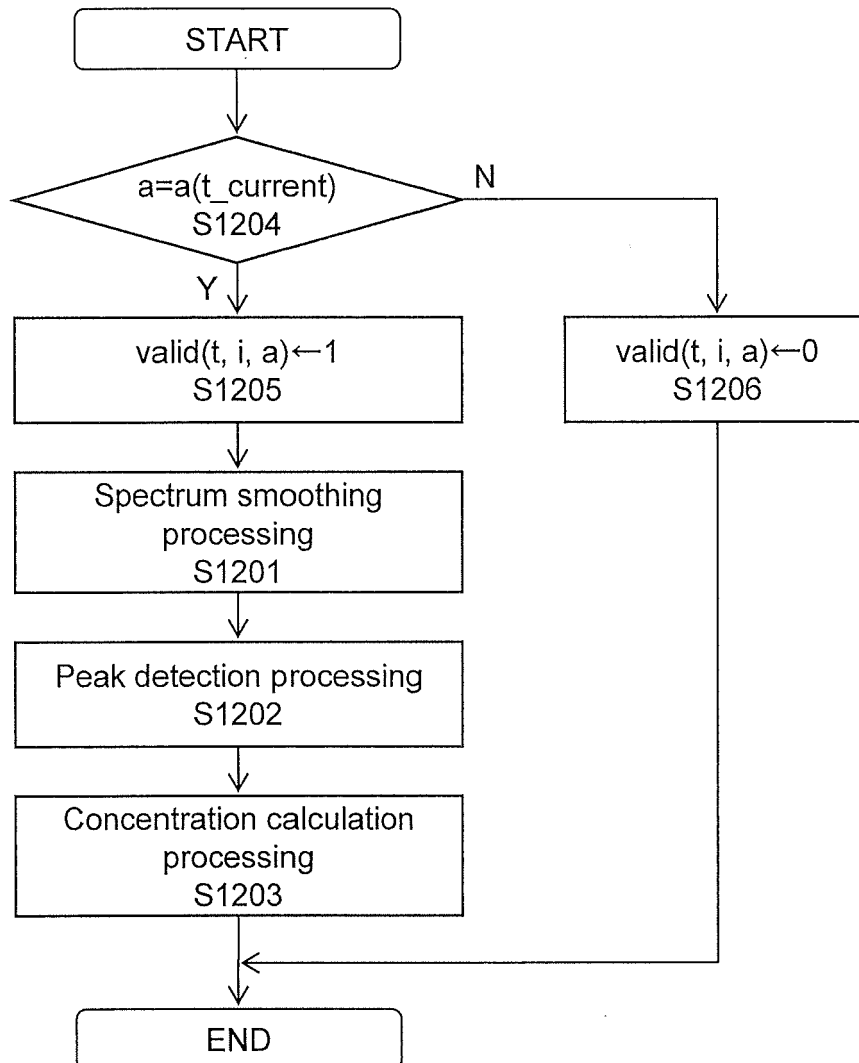 START
a=a(t_current)
S1204
N
Y
valid(t, i, a)←1
S1205
valid(t, i, a)←0
S1206
Spectrum smoothing
processing
S1201
Peak detection processing
S1202
Concentration calculation
processing
S1203
END